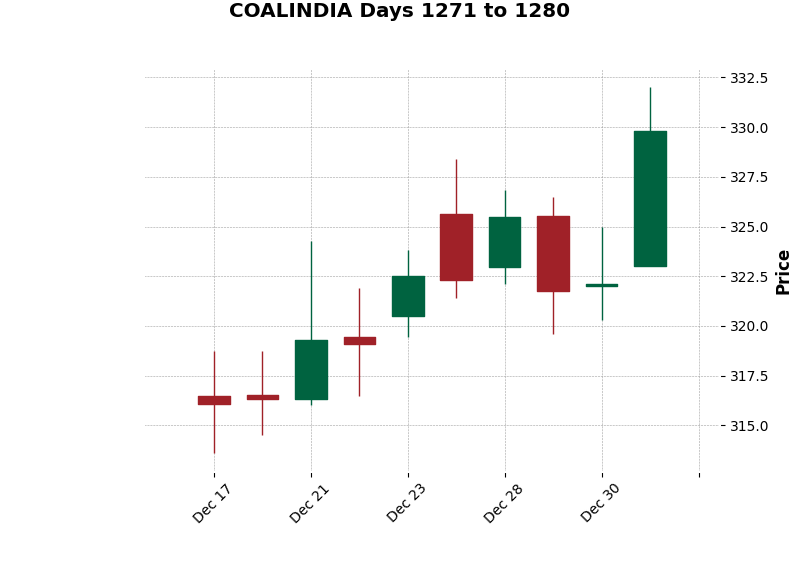 COALINDIA Days 1271 to 1280
332.5
330.0
327.5
325.0
322.5
320.0
317.5
315.0
Price
Dec 17
Dec 21
Dec 23
Dec 28
Dec 30